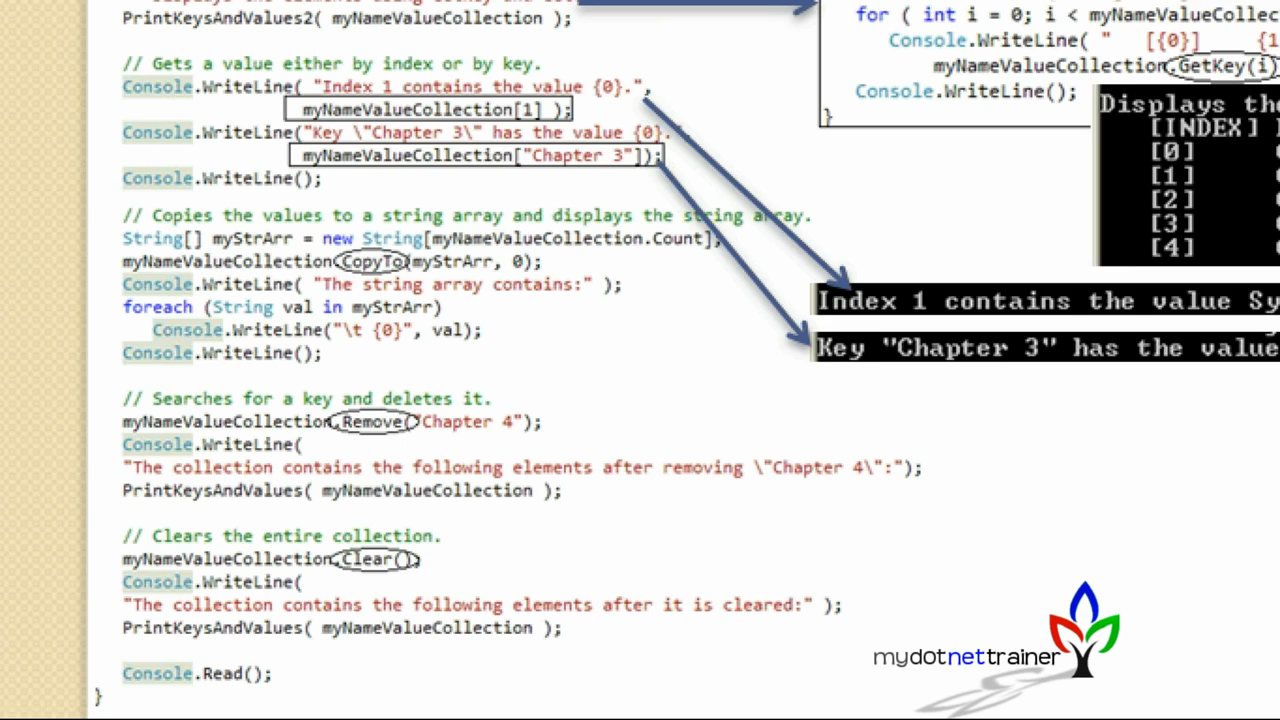 PrintKeysAndValues2( myNameValueCollection );
// Gets a value either by index or by key.
Console.WriteLine( "Index 1 contains the value {0}.",
myNameValueCollection[1] );
Console.WriteLine("Key \"Chapter 3\" has the value {0}.",
myNameValueCollection["Chapter 3"]);
Console.WriteLine();
// Copies the values to a string array and displays the string array.
String[] myStrArr = new String[myNameValueCollection.Count];
myNameValueCollection.CopyTo(myStrArr, 0);
Console.WriteLine( "The string array contains:" );
foreach (String val in myStrArr)
Console.WriteLine("\t {0}", val);
Console.WriteLine();
// Searches for a key and deletes it.
myNameValueCollection.Remove("Chapter 4");
Console.WriteLine(
"The collection contains the following elements after removing \"Chapter 4\":");
PrintKeysAndValues( myNameValueCollection );
// Clears the entire collection.
myNameValueCollection.Clear();
Console.WriteLine(
"The collection contains the following elements after it is cleared:" );
PrintKeysAndValues( myNameValueCollection );
Console.Read();
}
for ( int i = 0; i < myNameValueCollec
Console.WriteLine( " [{0}] {1
myNameValueCollection.GetKey(i)
Console.WriteLine();
}
Displays the
[INDEX]
[0]
[1]
[2]
[3]
[4]
Index 1 contains the value Sy
Key "Chapter 3" has the value
mydotnettrainer